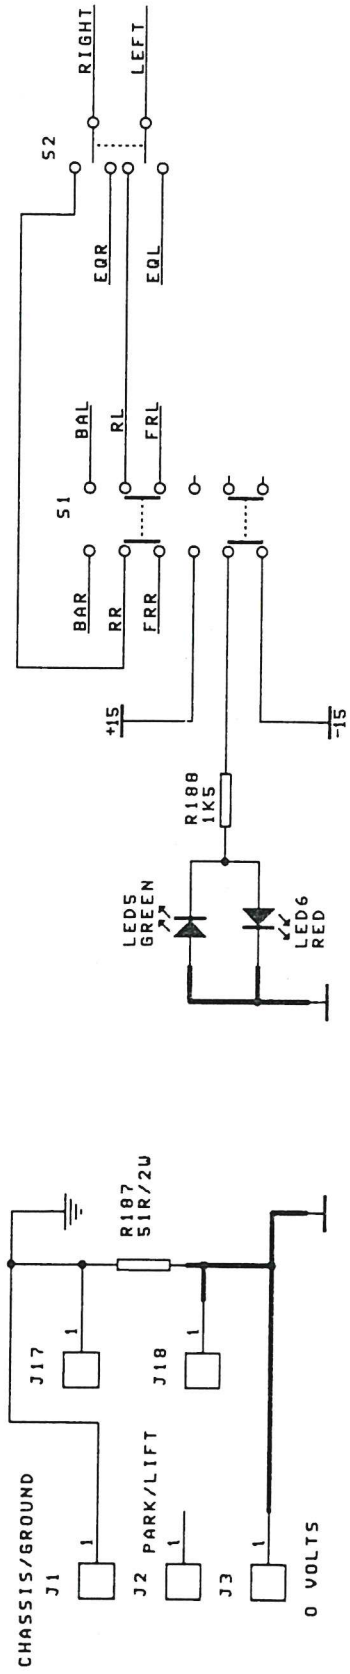 CHASSIS/GROUND
J1
1
J2
PARK/LIFT
1
J3
1
0 VOLTS
J17
1
J18
1
R187
51R/2W
LED5
GREEN
LED6
RED
R188
1K5
+15
-15
S1
BAR
BAL
RR
RL
FRR
FRL
S2
EQR
EQL
RIGHT
LEFT